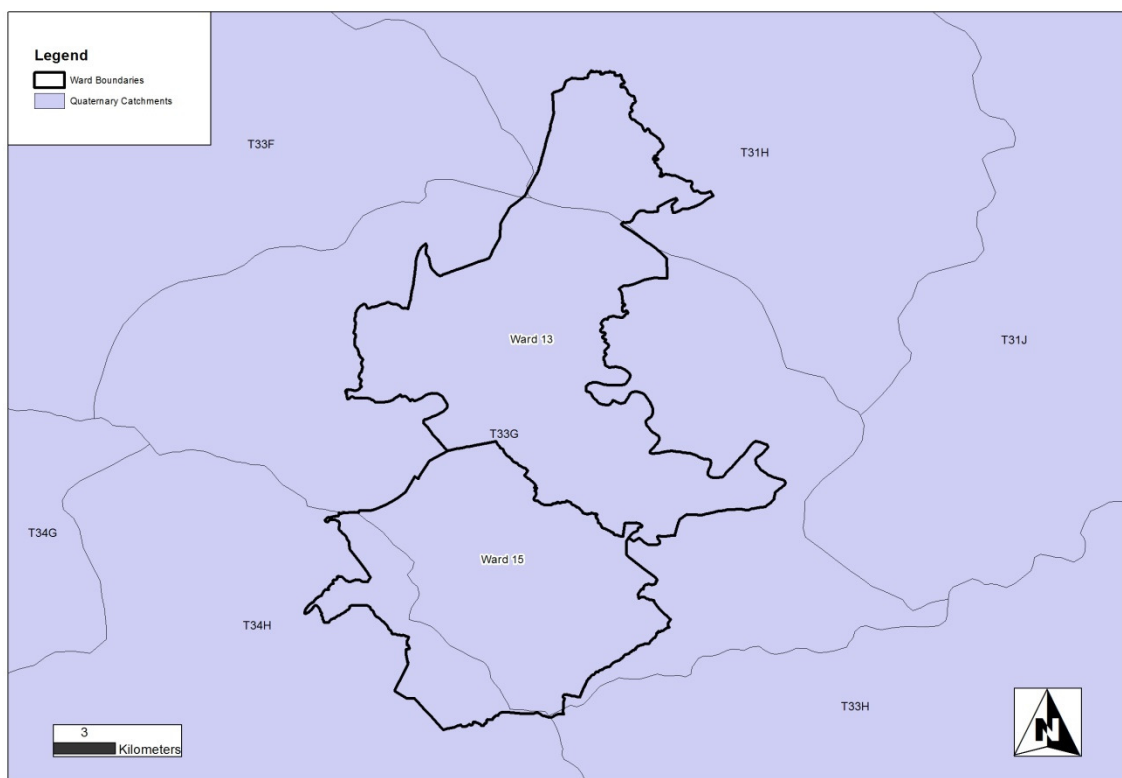 Legend
Ward Boundaries
Quaternary Catchments
T33F
T31H
Ward 13
T31J
T33G
T34G
Ward 15
T34H
T33H
3
Kilometers
N